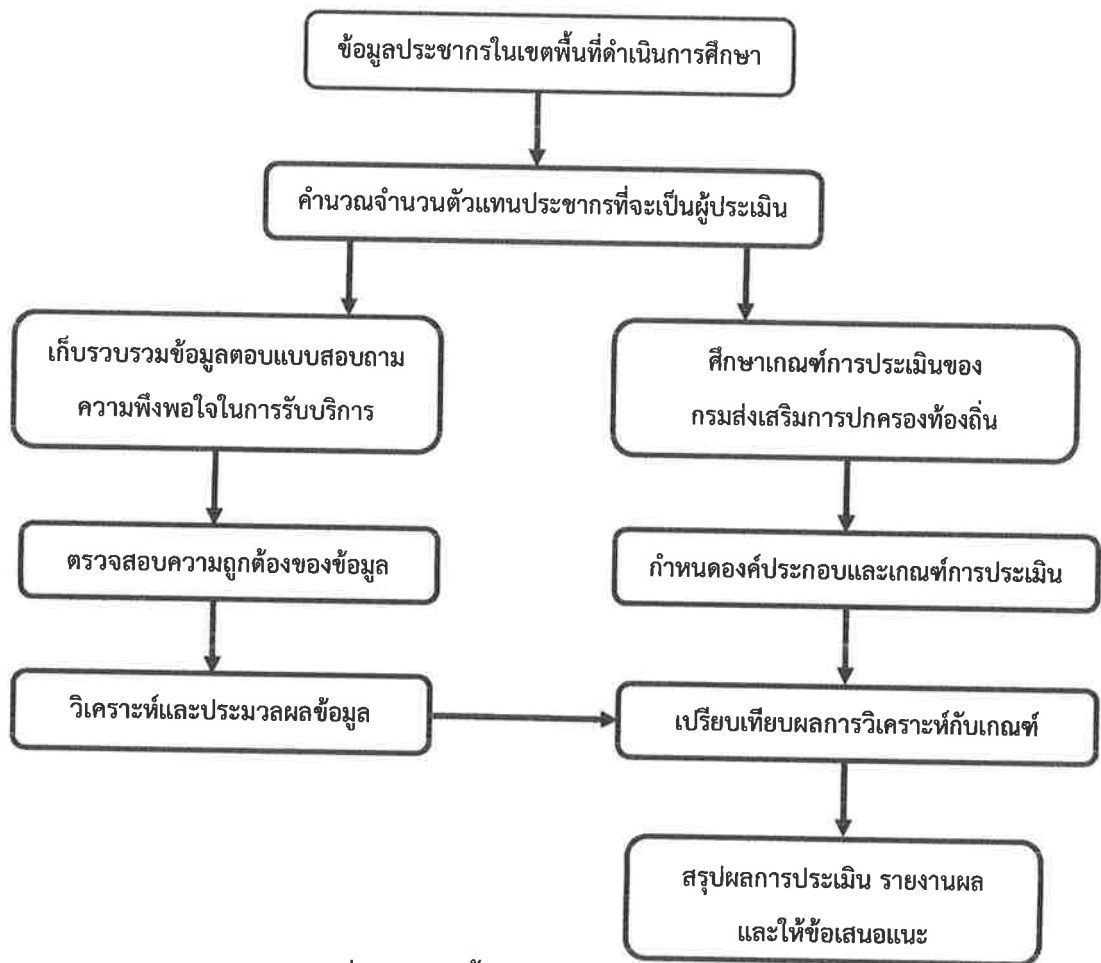 ข้อมูลประชากรในเขตพื้นที่ดำเนินการศึกษา
คำนวณจำนวนตัวแทนประชากรที่จะเป็นผู้ประเมิน
เก็บรวบรวมข้อมูลตอบแบบสอบถาม
ความพึงพอใจในการรับบริการ
ศึกษาเกณฑ์การประเมินของ
กรมส่งเสริมการปกครองท้องถิ่น
ตรวจสอบความถูกต้องของข้อมูล
กำหนดองค์ประกอบและเกณฑ์การประเมิน
วิเคราะห์และประมวลผลข้อมูล
เปรียบเทียบผลการวิเคราะห์กับเกณฑ์
สรุปผลการประเมิน รายงานผล
และให้ข้อเสนอแนะ